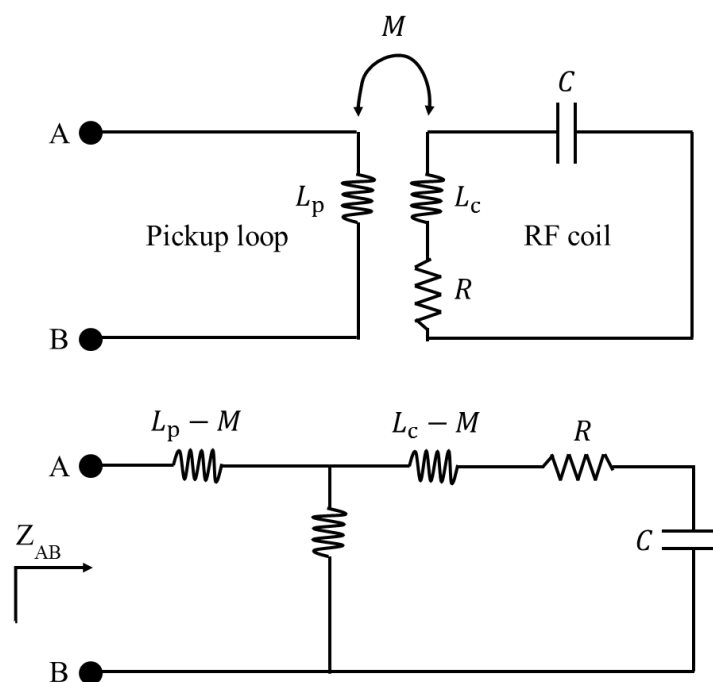 M
C
A
L_p
L_c
Pickup loop
RF coil
R
B
L_p − M
L_c − M
R
A
Z_AB
C
B